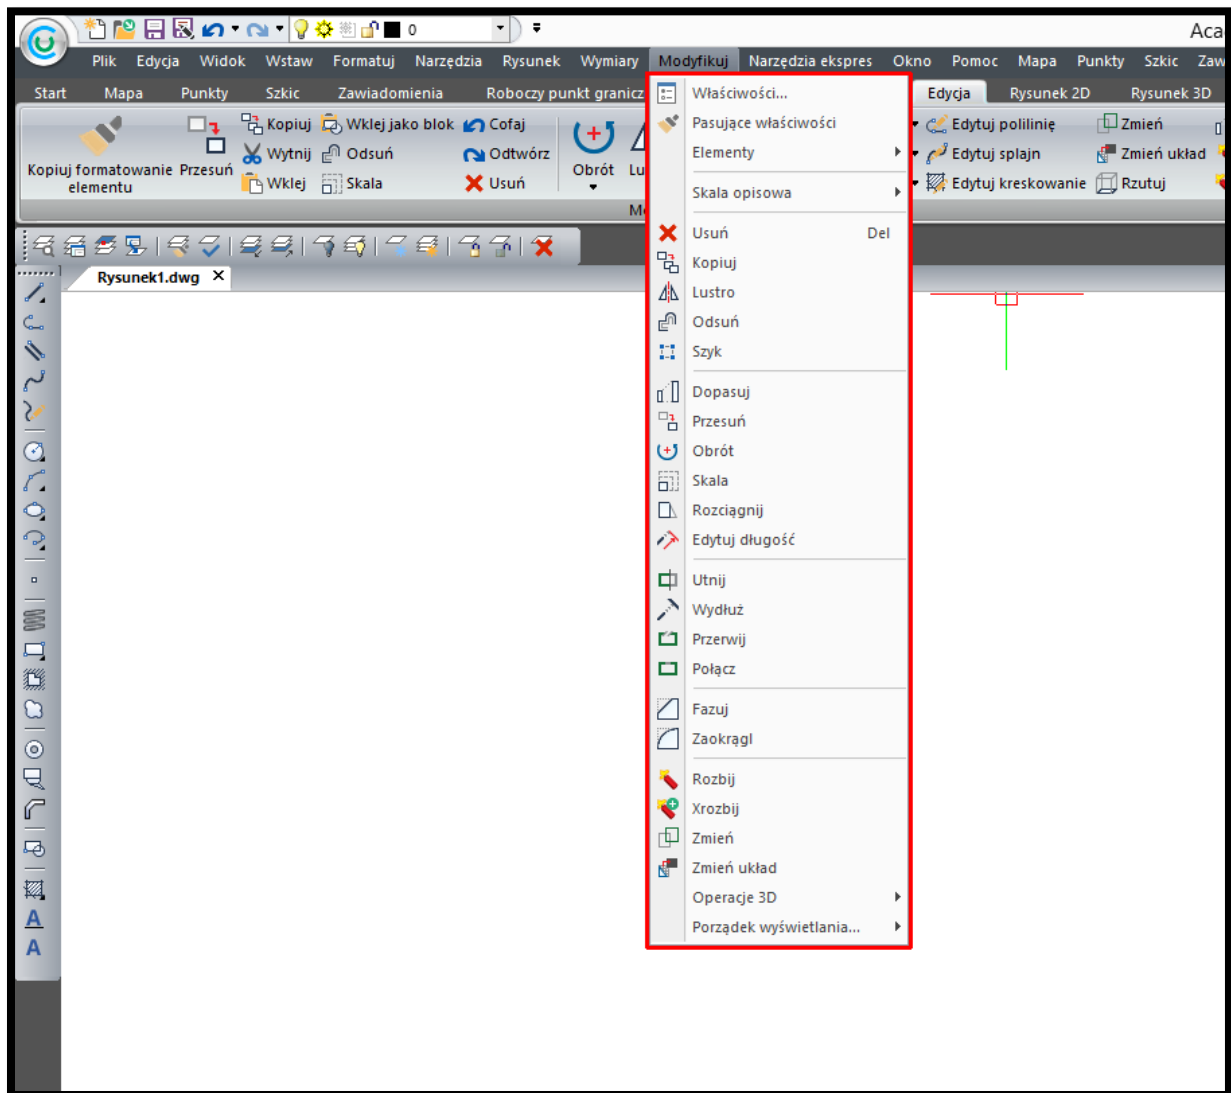 0
Aca
Plik Edycja Widok Wstaw Formatuj Narzędzia Rysunek Wymiary Modyfikuj Narzędzia ekspres Okno Pomoc Mapa Punkty Szkic Zaw
Start Mapa Punkty Szkic Zawiadomienia Roboczy punkt granicz Edycja Rysunek 2D Rysunek 3D
Kopiuj formatowanie elementu
Przesuń
Kopiuj Wklej jako blok Cofaj
Wytnij Odsuń Odtwórz
Wklej Skala Usuń
Obrót Lu
Edytuj polilinię Zmień
Edytuj splajn Zmień układ
Edytuj kreskowanie Rzutuj
Mo
Rysunek1.dwg
Właściwości...
Pasujące właściwości
Elementy
Skala opisowa
Usuń Del
Kopiuj
Lustro
Odsuń
Szyk
Dopasuj
Przesuń
Obrót
Skala
Rozciągnij
Edytuj długość
Utnij
Wydłuż
Przerwij
Połącz
Fazuj
Zaokrągl
Rozbij
Xrozbij
Zmień
Zmień układ
Operacje 3D
Porządek wyświetlania...
A
A